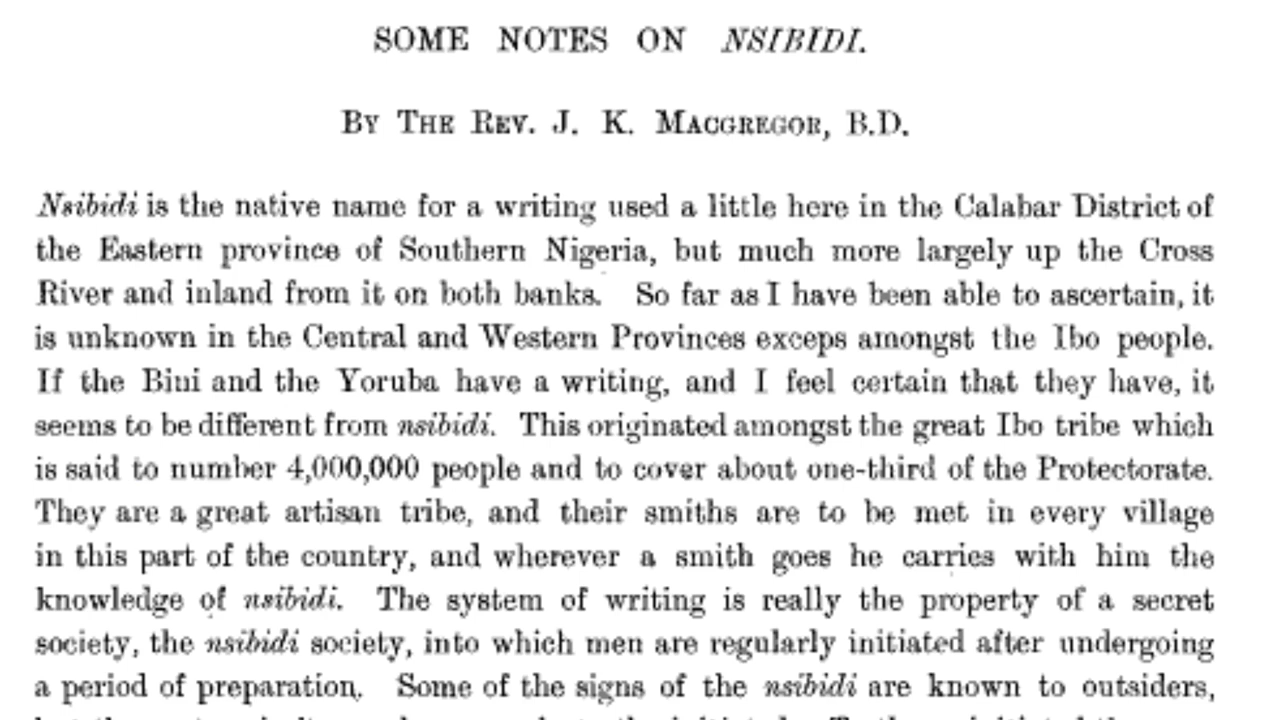 SOME NOTES ON NSIBIDI.
BY THE REV. J. K. MACGREGOR, B.D.
Nsibidi is the native name for a writing used a little here in the Calabar District of
the Eastern province of Southern Nigeria, but much more largely up the Cross
River and inland from it on both banks. So far as I have been able to ascertain, it
is unknown in the Central and Western Provinces exceps amongst the Ibo people.
If the Bini and the Yoruba have a writing, and I feel certain that they have, it
seems to be different from nsibidi. This originated amongst the great Ibo tribe which
is said to number 4,000,000 people and to cover about one-third of the Protectorate.
They are a great artisan tribe, and their smiths are to be met in every village
in this part of the country, and wherever a smith goes he carries with him the
knowledge of nsibidi. The system of writing is really the property of a secret
society, the nsibidi society, into which men are regularly initiated after undergoing
a period of preparation. Some of the signs of the nsibidi are known to outsiders,